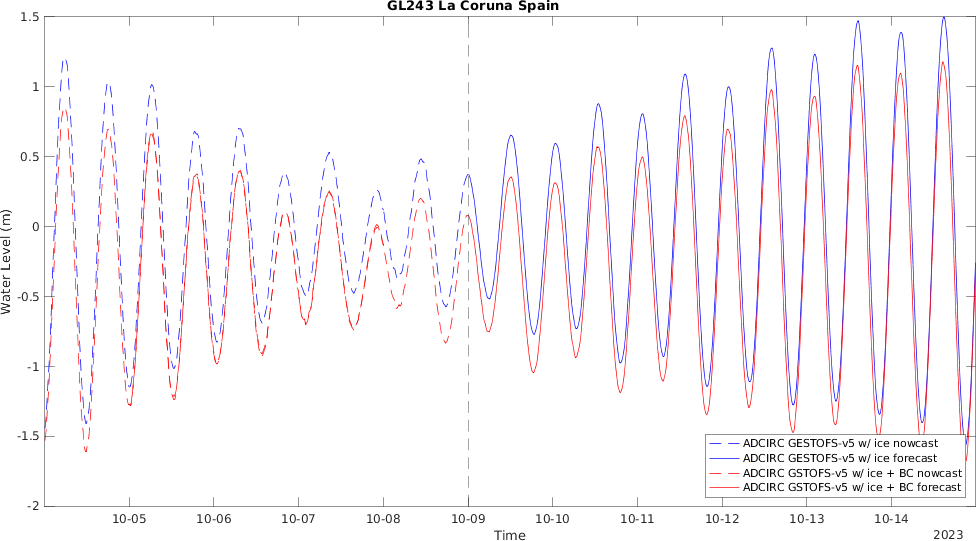 GL243 La Coruna Spain
1.5
1
0.5
0
-0.5
-1
-1.5
-2
Water Level (m)
10-05
10-06
10-07
10-08
10-09
10-10
10-11
10-12
10-13
10-14
Time
2023
ADCIRC GESTOFS-v5 w/ ice nowcast
ADCIRC GESTOFS-v5 w/ ice forecast
ADCIRC GSTOFS-v5 w/ ice + BC nowcast
ADCIRC GSTOFS-v5 w/ ice + BC forecast